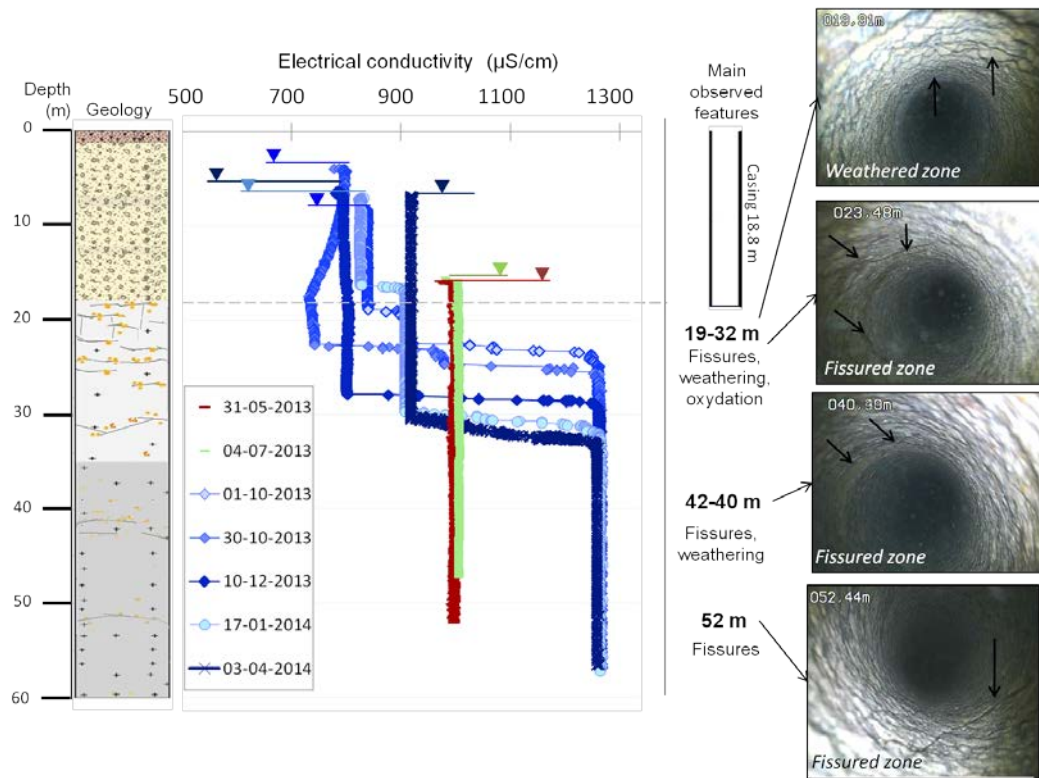 Electrical conductivity (µS/cm)
Depth
(m)
Geology
500
700
900
1100
1300
0
10
20
30
40
50
60
31-05-2013
04-07-2013
01-10-2013
30-10-2013
10-12-2013
17-01-2014
03-04-2014
Main
observed
features
Casing 18.8 m
19-32 m
Fissures,
weathering,
oxydation
42-40 m
Fissures,
weathering
52 m
Fissures
019.91m
Weathered zone
023.48m
Fissured zone
Fissured zone
052.44m
Fissured zone